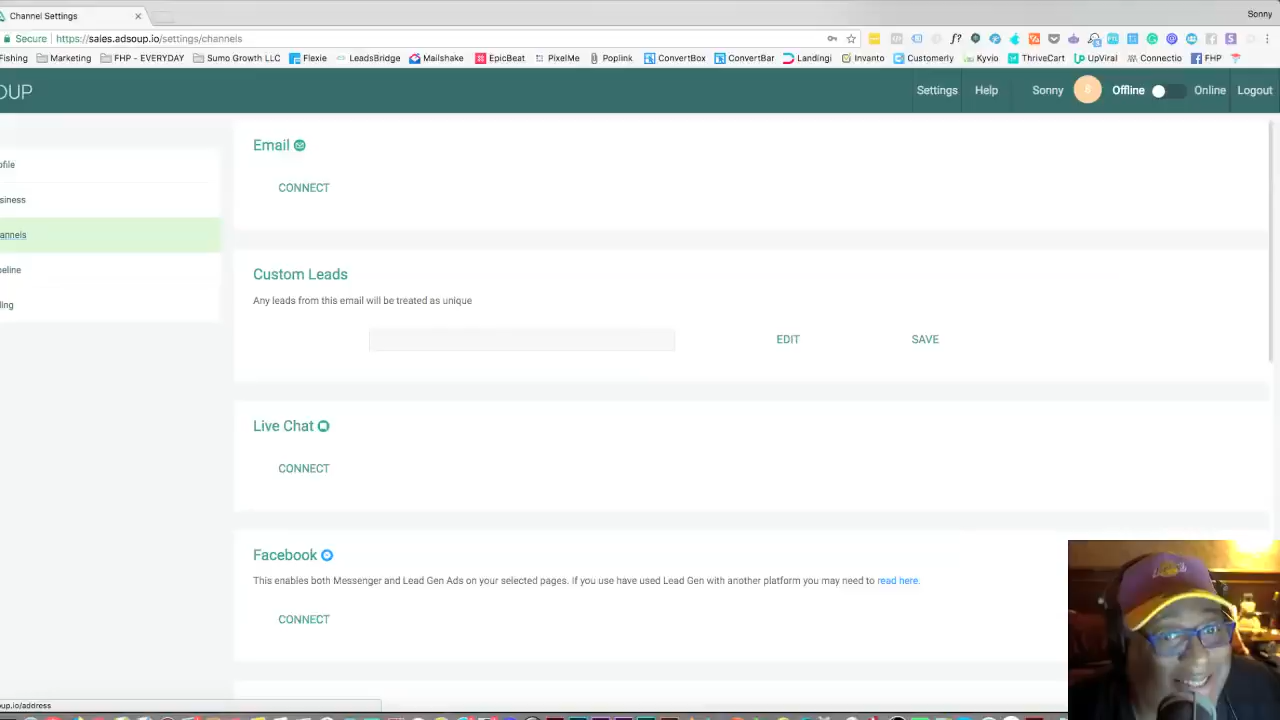 Channel Settings
Sonny
Secure https://sales.adsoup.io/settings/channels
Fishing Marketing FHP - EVERYDAY Sumo Growth LLC Flexie LeadsBridge Mailshake EpicBeat PixelMe Poplink ConvertBox ConvertBar Landingi Invanto Customerly Kyvio ThriveCart UpViral Connectio FHP
OUP Settings Help Sonny Offline Online Logout
ofile
siness
annels
peline
ling
Email
CONNECT
Custom Leads
Any leads from this email will be treated as unique
EDIT SAVE
Live Chat
CONNECT
Facebook
This enables both Messenger and Lead Gen Ads on your selected pages. If you use have used Lead Gen with another platform you may need to read here.
CONNECT
oup.io/address